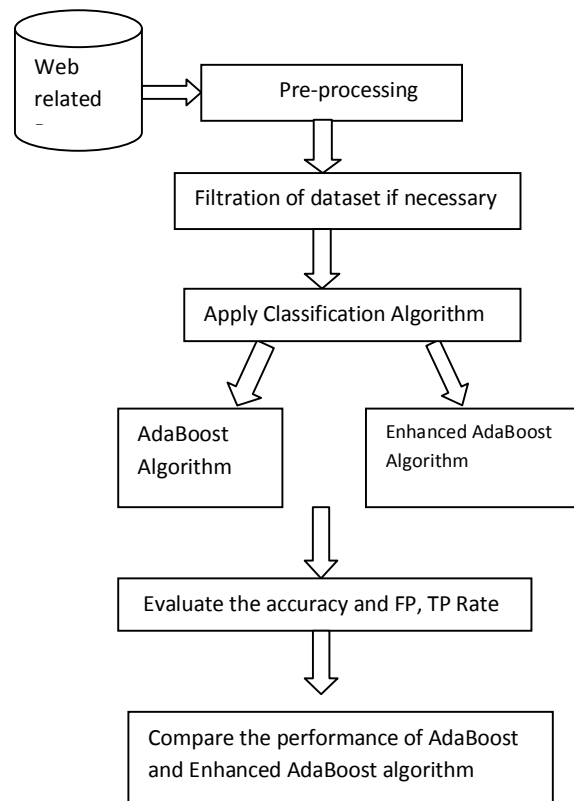 Web
related
Pre-processing
Filtration of dataset if necessary
Apply Classification Algorithm
AdaBoost
Algorithm
Enhanced AdaBoost
Algorithm
Evaluate the accuracy and FP, TP Rate
Compare the performance of AdaBoost
and Enhanced AdaBoost algorithm